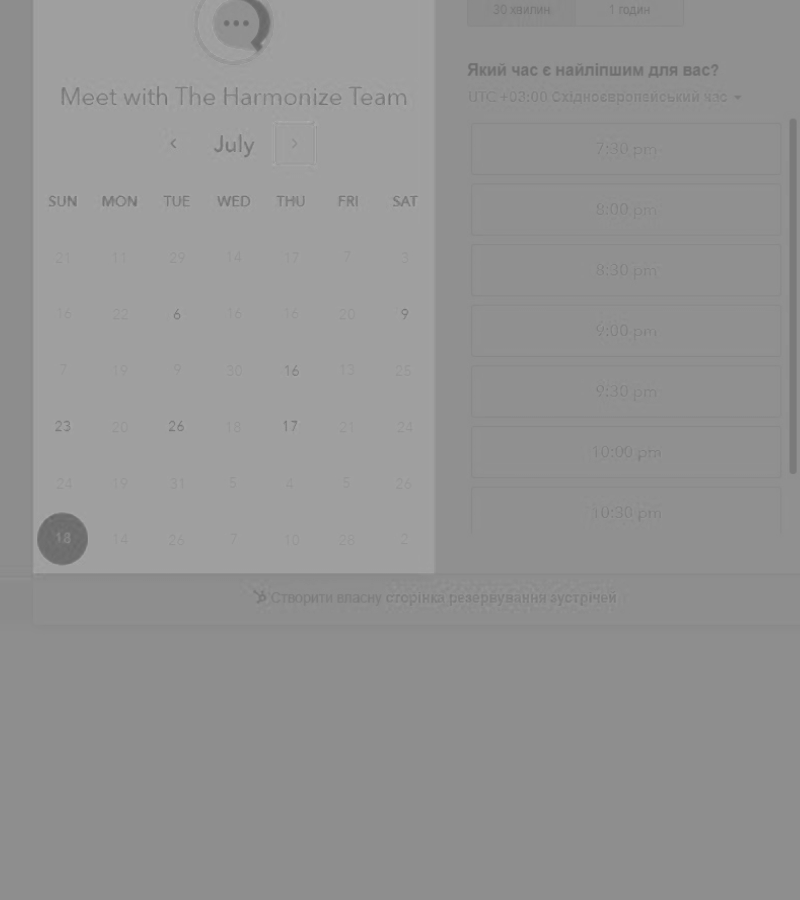 Meet with The Harmonize Team
July
SUN MON TUE WED THU FRI SAT
21 11 29 14 17 7 3
16 22 6 16 16 20 9
7 19 9 30 16 13 25
23 20 26 18 17 21 24
24 19 31 5 4 5 26
18 14 26 7 10 28 2
30 хвилин 1 годин
Який час є найліпшим для вас?
UTC +03:00 Східноєвропейський час
7:30 pm
8:00 pm
8:30 pm
9:00 pm
9:30 pm
10:00 pm
10:30 pm
Створити власну сторінка резервування зустрічей